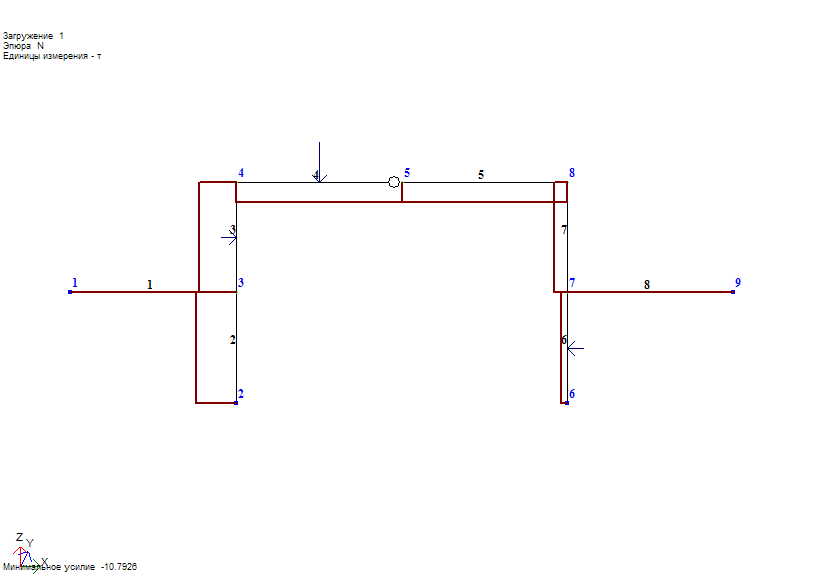 Загружение 1
Эпюра N
Единицы измерения - т
4 5 5 8
4
3 7
1 1 3 7 8 9
2 6
2 6
Z Y
X
Минимальное усилие -10.7926